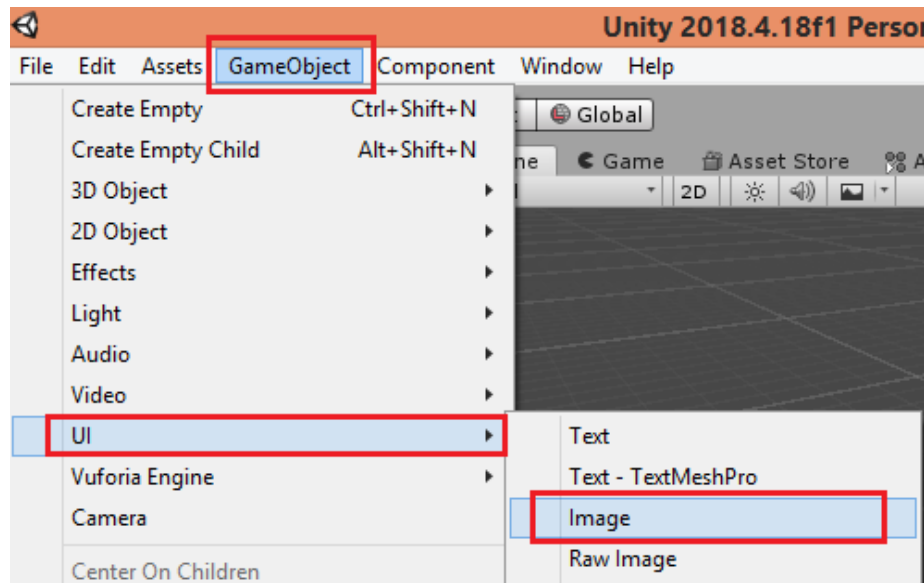 Unity 2018.4.18f1 Person
File Edit Assets GameObject Component Window Help
Create Empty Ctrl+Shift+N
Global
Create Empty Child Alt+Shift+N
ne Game Asset Store A
3D Object
2D
2D Object
Effects
Light
Audio
Video
UI
Text
Vuforia Engine
Text - TextMeshPro
Camera
Image
Center On Children
Raw Image